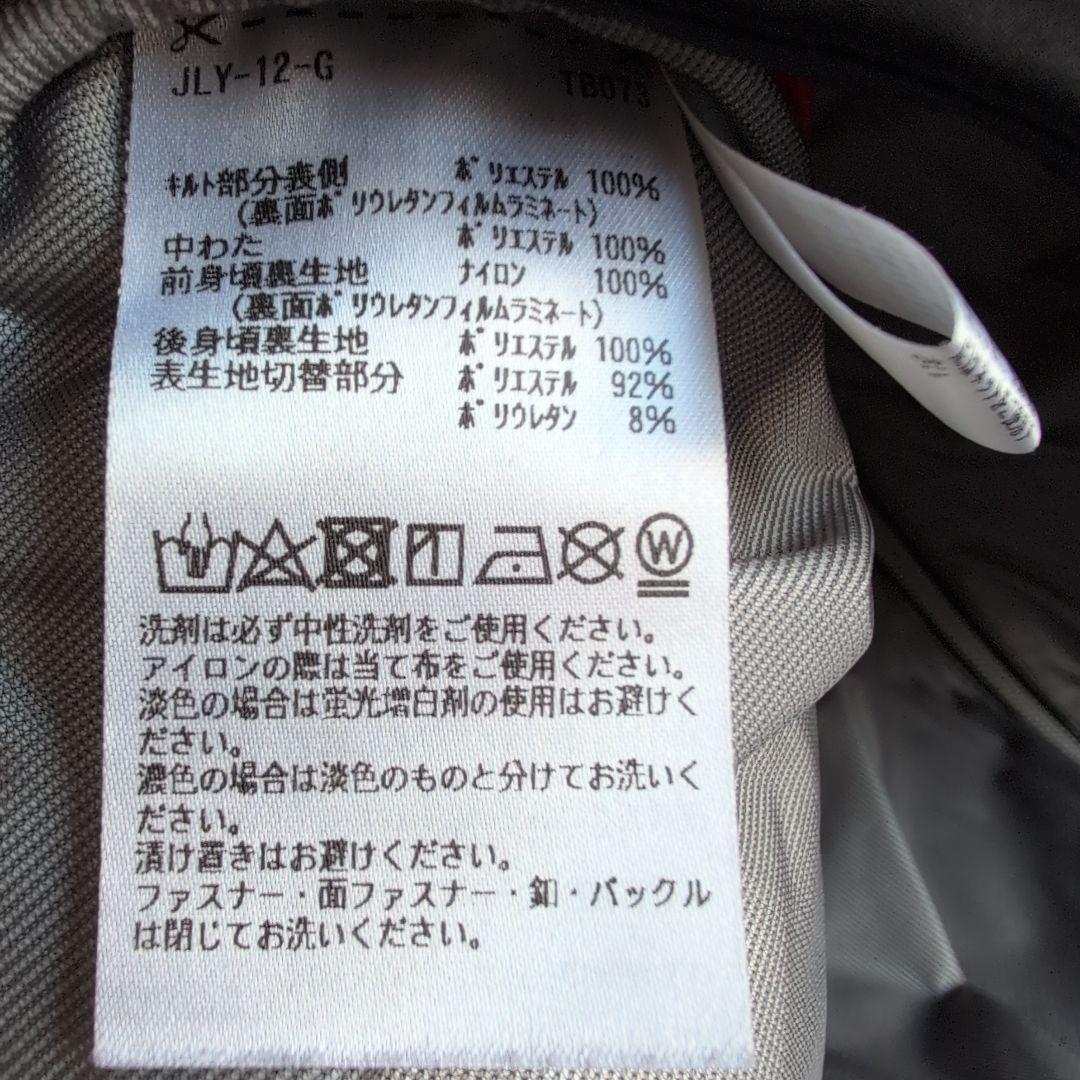 JLY-12-G TB073
キルト部分裏側 ポリエステル 100%
(裏面ポリウレタンフィルムラミネート)
中わた ポリエステル 100%
前身頃裏生地 ナイロン 100%
(裏面ポリウレタンフィルムラミネート)
後身頃裏生地 ポリエステル 100%
表生地切替部分 ポリエステル 92%
ポリウレタン 8%
W
洗剤は必ず中性洗剤をご使用ください。
アイロンの際は当て布をご使用ください。
淡色の場合は蛍光増白剤の使用はお避けく
ださい。
濃色の場合は淡色のものと分けてお洗いく
ださい。
漬け置きはお避けください。
ファスナー・面ファスナー・釦・バックル
は閉じてお洗いください。